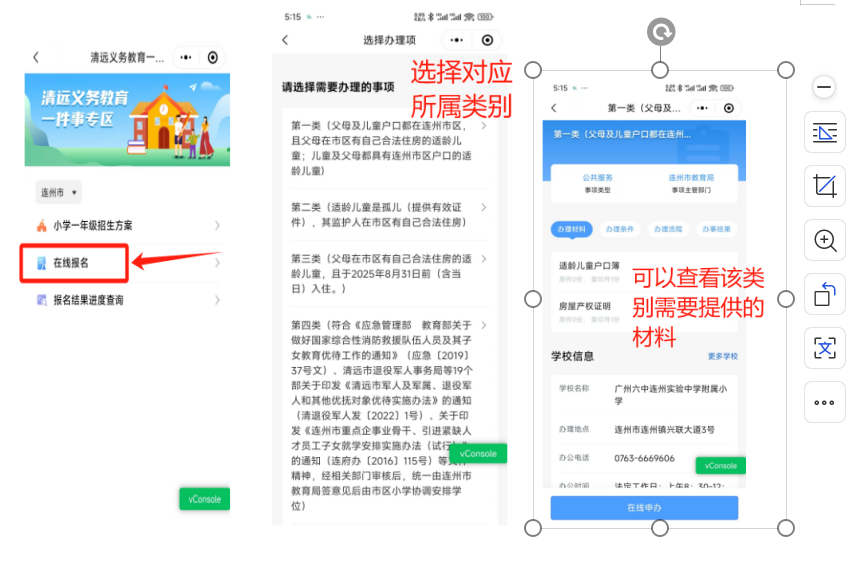 清远义务教育一...
清远义务教育
一件事专区
连州市
小学一年级招生方案
在线报名
报名结果进度查询
vConsole
5:15
选择办理项
请选择需要办理的事项
选择对应
所属类别
第一类（父母及儿童户口都在连州市区，
且父母在市区有自己合法住房的适龄儿
童；儿童及父母都具有连州市区户口的适
龄儿童）
第二类（适龄儿童是孤儿（提供有效证
件），其监护人在市区有自己合法住房）
第三类（父母在市区有自己合法住房的适
龄儿童，且于2025年8月31日前（含当
日）入住。）
第四类（符合《应急管理部 教育部关于
做好国家综合性消防救援队伍人员及其子
女教育优待工作的通知》（应急〔2019〕
37号文）、清远市退役军人事务局等19个
部关于印发《清远市军人及军属、退役军
人和其他优抚对象优待实施办法》的通知
（清退役军人发〔2022〕1号）、关于印
发《连州市重点企事业骨干、引进紧缺人
才员工子女就学安排实施办法（试行）》
的通知（连府办〔2016〕115号）等文件
精神，经相关部门审核后，统一由连州市
教育局签意见后由市区小学协调安排学
位）
vConsole
5:15
第一类（父母及...
第一类（父母及儿童户口都在连州...
公共服务 连州市教育局
事项类型 事项主管部门
办理材料 办理条件 办理流程 办事结果
适龄儿童户口簿
房屋产权证明
可以查看该类
别需要提供的
材料
学校信息 更多学校
学校名称 广州六中连州实验中学附属小
学
办理地点 连州市连州镇兴联大道3号
办公电话 0763-6669606
vConsole
办公时间 法定工作日：上午8：30-12：
在线申办